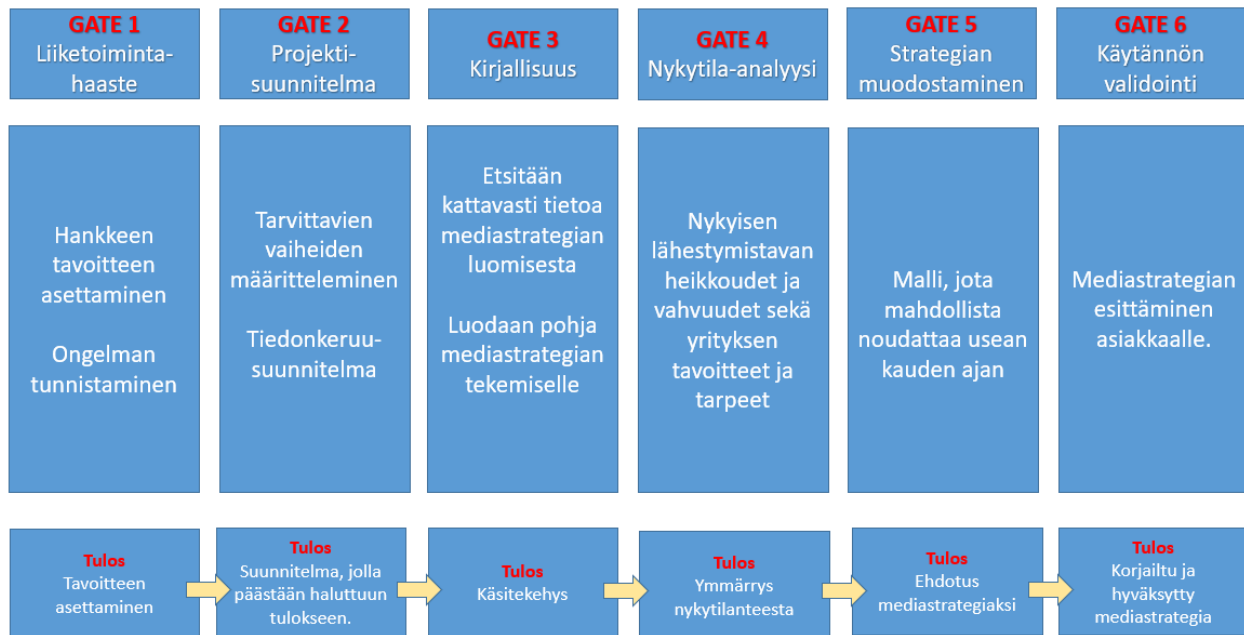 GATE 1
Liiketoiminta-
haaste
GATE 2
Projekti-
suunnitelma
GATE 3
Kirjallisuus
GATE 4
Nykytila-analyysi
GATE 5
Strategian
muodostaminen
GATE 6
Käytännön
validointi
Hankkeen
tavoitteen
asettaminen
Ongelman
tunnistaminen
Tarvittavien
vaiheiden
määritteleminen
Tiedonkeruu-
suunnitelma
Etsitään
kattavasti tietoa
mediastrategian
luomisesta
Luodaan pohja
mediastrategian
tekemiselle
Nykyisen
lähestymistavan
heikkoudet ja
vahvuudet sekä
yrityksen
tavoitteet ja
tarpeet
Malli, jota
mahdollista
noudattaa usean
kauden ajan
Mediastrategian
esittäminen
asiakkaalle.
Tulos
Tavoitteen
asettaminen
Tulos
Suunnitelma, jolla
päästään haluttuun
tulokseen.
Tulos
Käsitekehys
Tulos
Ymmärrys
nykytilanteesta
Tulos
Ehdotus
mediastrategiaksi
Tulos
Korjailtu ja
hyväksytty
mediastrategia